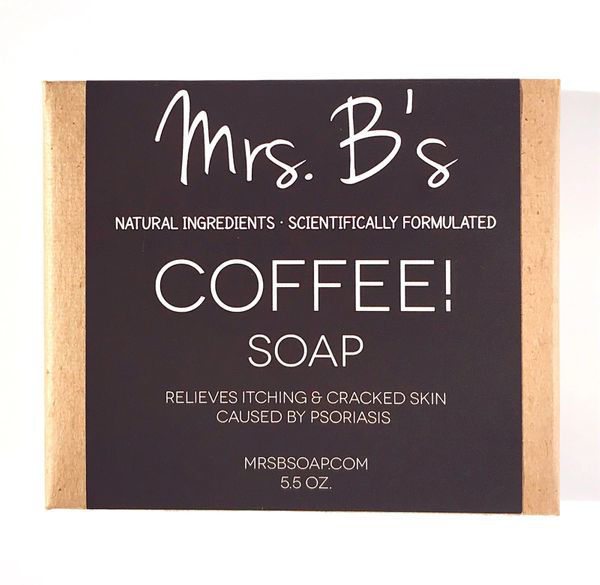 Mrs. B's
NATURAL INGREDIENTS · SCIENTIFICALLY FORMULATED
COFFEE!
SOAP
RELIEVES ITCHING & CRACKED SKIN
CAUSED BY PSORIASIS
MRSBSOAP.COM
5.5 OZ.